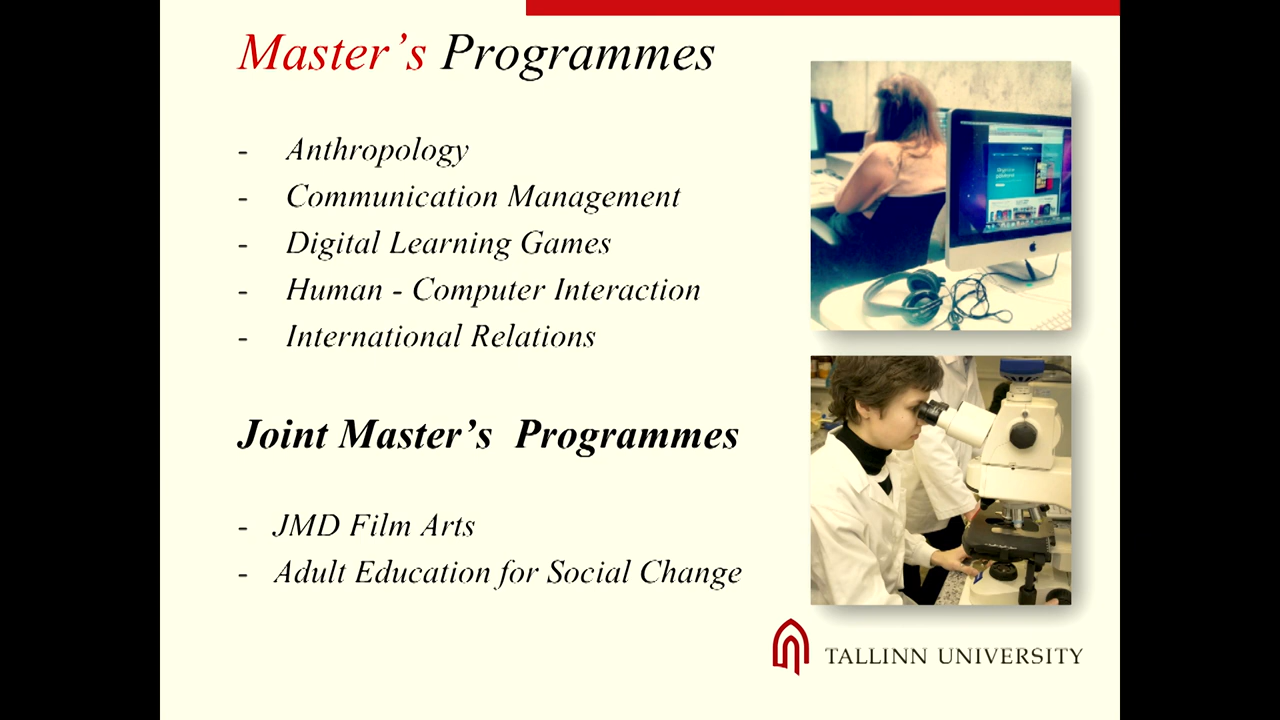 Master’s Programmes
- Anthropology
- Communication Management
- Digital Learning Games
- Human - Computer Interaction
- International Relations
Joint Master’s Programmes
- JMD Film Arts
- Adult Education for Social Change
TALLINN UNIVERSITY